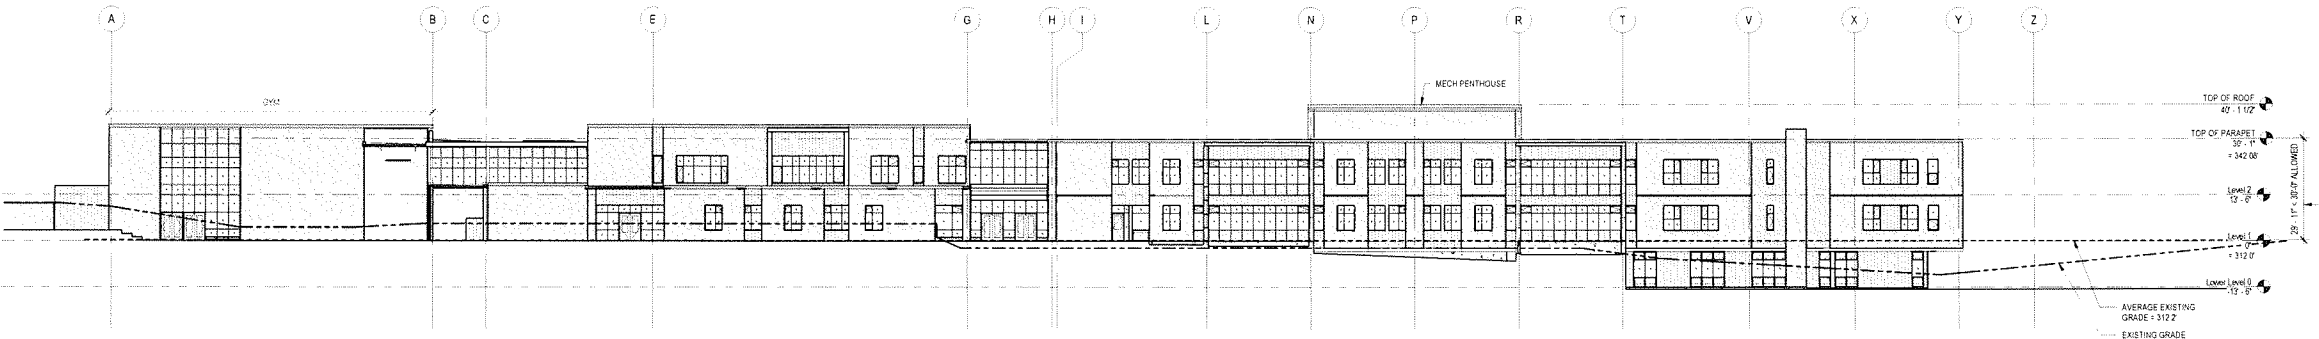 A B C E G H I L N P R T V X Y Z
GYM
MECH PENTHOUSE
TOP OF ROOF
40' - 1 1/2"
TOP OF PARAPET
30' - 1"
= 342.08'
Level 2
13' - 6"
Level 1
0"
= 312.0'
Lower Level 0
-13' - 6"
29' - 11" < 30'-0" ALLOWED
AVERAGE EXISTING
GRADE = 312.2'
EXISTING GRADE